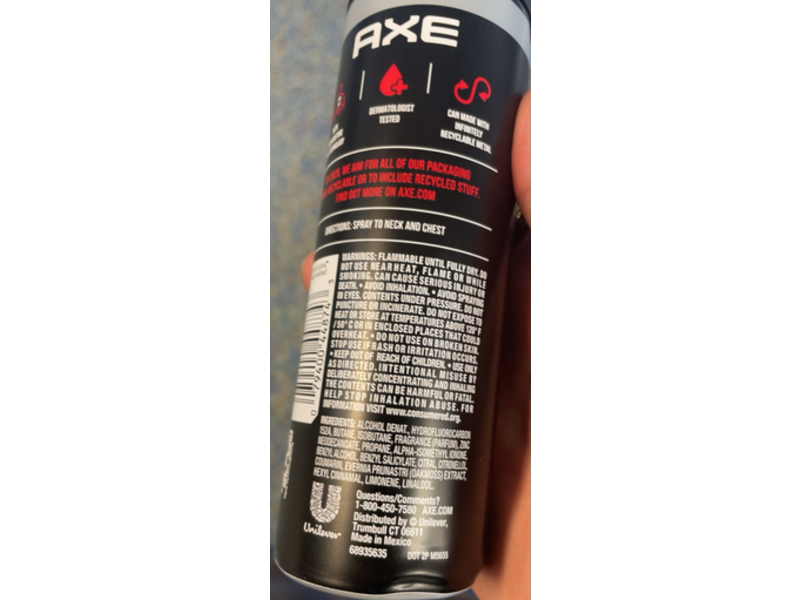 AXE
DERMATOLOGIST
TESTED
CAN MADE WITH
INFINITELY
RECYCLABLE METAL
WE AIM FOR ALL OF OUR PACKAGING
RECYCLABLE OR TO INCLUDE RECYCLED STUFF.
FIND OUT MORE ON AXE.COM
DIRECTIONS: SPRAY TO NECK AND CHEST
WARNINGS: FLAMMABLE UNTIL FULLY DRY. DO
NOT USE NEAR HEAT, FLAME OR WHILE
SMOKING. CAN CAUSE SERIOUS INJURY OR
DEATH. • AVOID INHALATION. • AVOID SPRAYING
IN EYES. CONTENTS UNDER PRESSURE. DO NOT
PUNCTURE OR INCINERATE. DO NOT EXPOSE TO
HEAT OR STORE AT TEMPERATURES ABOVE 120° F
/ 50° C OR IN ENCLOSED PLACES THAT COULD
OVERHEAT. • DO NOT USE ON BROKEN SKIN.
STOP USE IF RASH OR IRRITATION OCCURS.
• KEEP OUT OF REACH OF CHILDREN. • USE ONLY
AS DIRECTED. INTENTIONAL MISUSE BY
DELIBERATELY CONCENTRATING AND INHALING
THE CONTENTS CAN BE HARMFUL OR FATAL.
HELP STOP INHALATION ABUSE. FOR
INFORMATION VISIT www.consumered.org.
0 79400 44874 3
INGREDIENTS: ALCOHOL DENAT., HYDROFLUOROCARBON
152A, BUTANE, ISOBUTANE, FRAGRANCE (PARFUM), ZINC
NEODECANOATE, PROPANE, ALPHA-ISOMETHYL IONONE,
BENZYL ALCOHOL, BENZYL SALICYLATE, CITRAL, CITRONELLOL,
COUMARIN, EVERNIA PRUNASTRI (OAKMOSS) EXTRACT,
HEXYL CINNAMAL, LIMONENE, LINALOOL.
Unilever
Questions/Comments?
1-800-450-7580 AXE.COM
Distributed by © Unilever,
Trumbull CT 06611
Made in Mexico
68935635 DOT 2P M5655